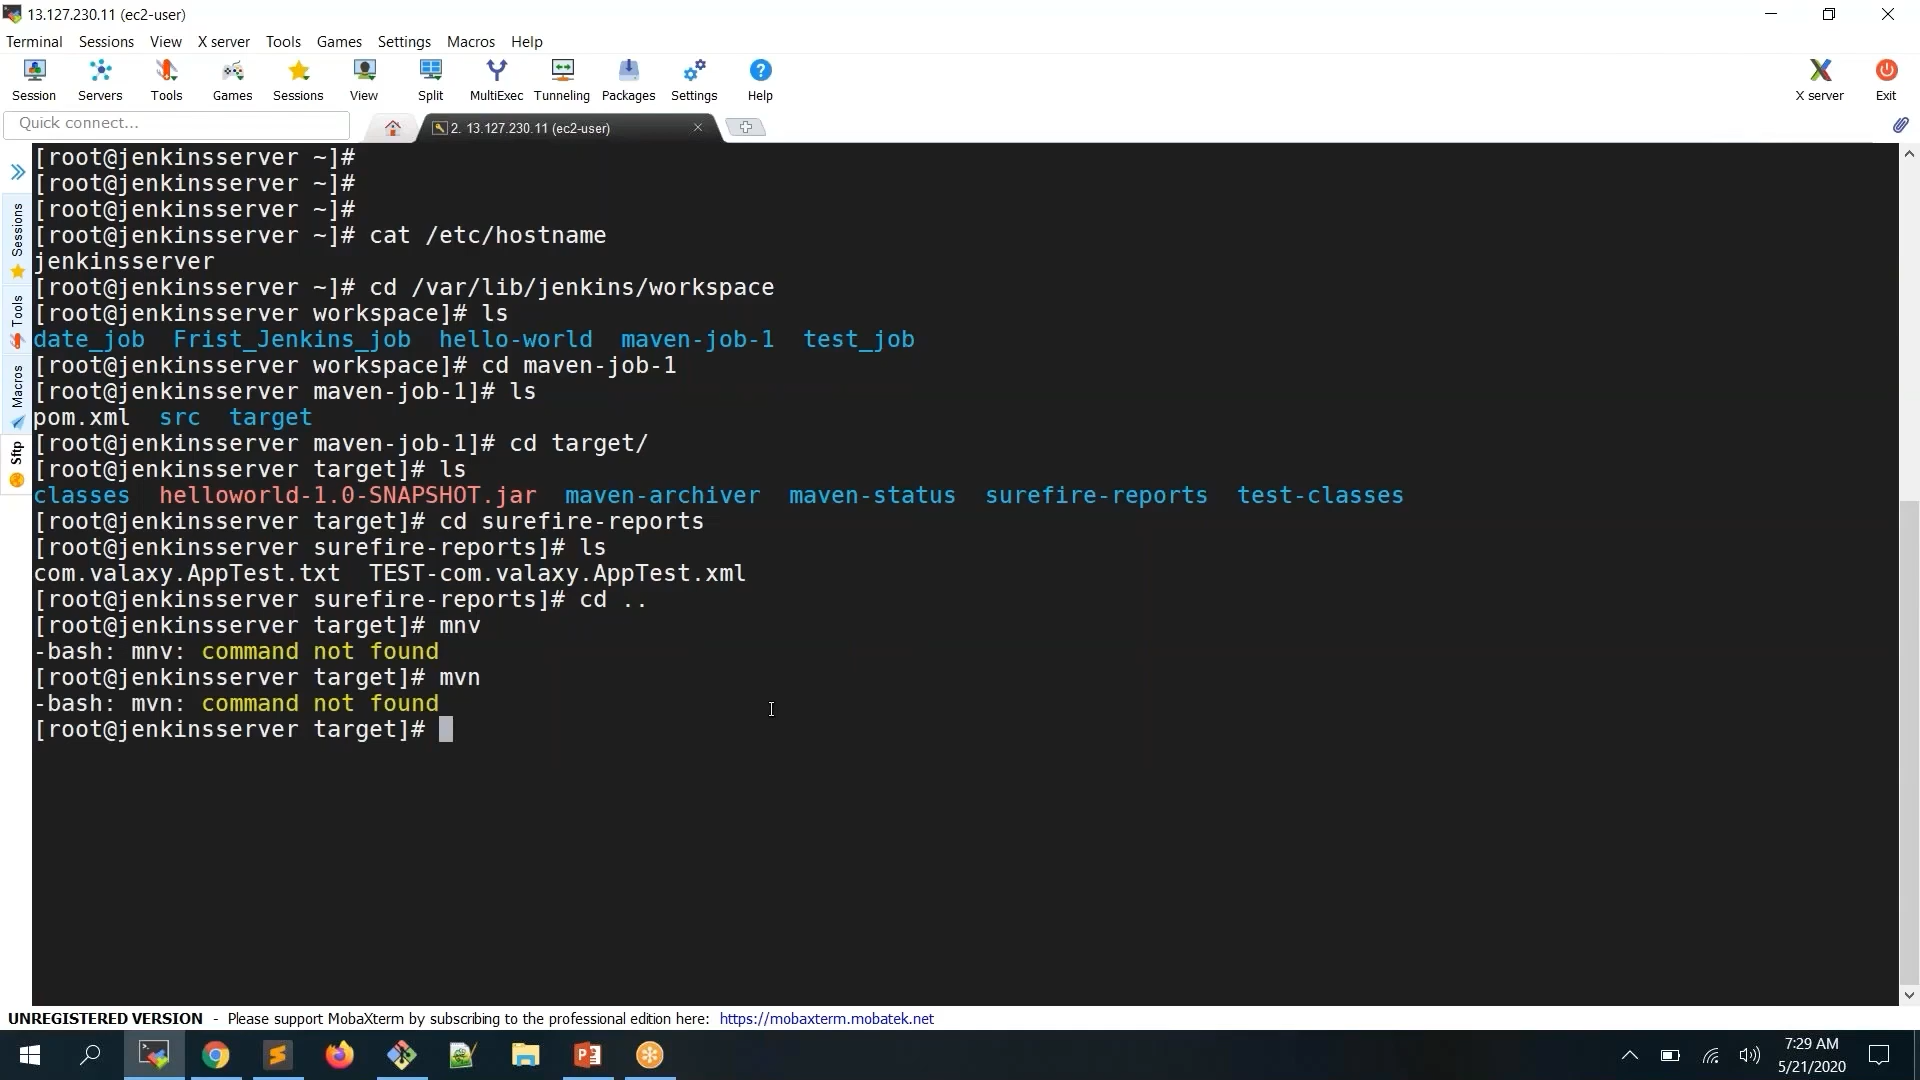 13.127.230.11 (ec2-user)
Terminal Sessions View X server Tools Games Settings Macros Help
Session Servers Tools Games Sessions View Split MultiExec Tunneling Packages Settings Help X server Exit
Quick connect...
2. 13.127.230.11 (ec2-user)
Sessions
Tools
Macros
Sftp
[root@jenkinsserver ~]#
[root@jenkinsserver ~]#
[root@jenkinsserver ~]#
[root@jenkinsserver ~]# cat /etc/hostname
jenkinsserver
[root@jenkinsserver ~]# cd /var/lib/jenkins/workspace
[root@jenkinsserver workspace]# ls
date_job Frist_Jenkins_job hello-world maven-job-1 test_job
[root@jenkinsserver workspace]# cd maven-job-1
[root@jenkinsserver maven-job-1]# ls
pom.xml src target
[root@jenkinsserver maven-job-1]# cd target/
[root@jenkinsserver target]# ls
classes helloworld-1.0-SNAPSHOT.jar maven-archiver maven-status surefire-reports test-classes
[root@jenkinsserver target]# cd surefire-reports
[root@jenkinsserver surefire-reports]# ls
com.valaxy.AppTest.txt TEST-com.valaxy.AppTest.xml
[root@jenkinsserver surefire-reports]# cd ..
[root@jenkinsserver target]# mnv
-bash: mnv: command not found
[root@jenkinsserver target]# mvn
-bash: mvn: command not found
[root@jenkinsserver target]#
UNREGISTERED VERSION - Please support MobaXterm by subscribing to the professional edition here: https://mobaxterm.mobatek.net
7:29 AM
5/21/2020